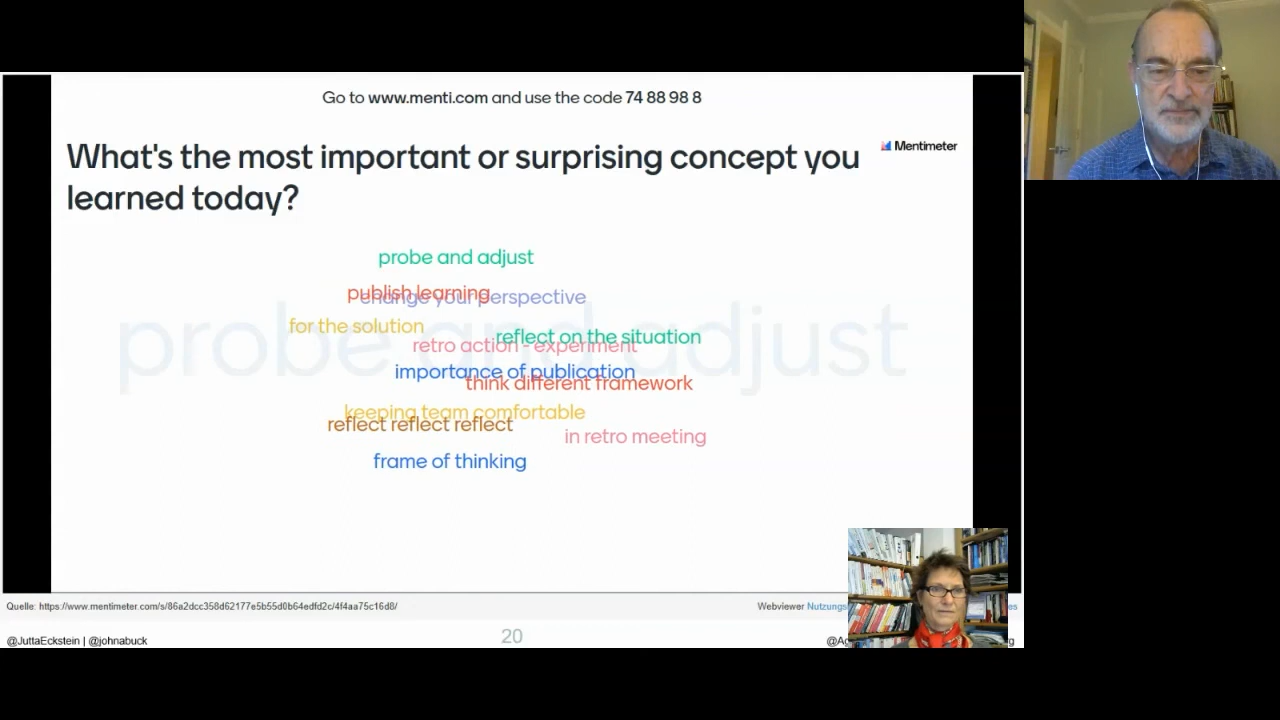 Go to www.menti.com and use the code 74 88 98 8
What's the most important or surprising concept you
learned today?
Mentimeter
probe and adjust
publish learning
change your perspective
for the solution
reflect on the situation
retro action - experiment
probe and adjust
importance of publication
think different framework
keeping team comfortable
reflect reflect reflect
in retro meeting
frame of thinking
Quelle: https://www.mentimeter.com/s/86a2dcc358d62177e5b55d0b64edfd2c/4f4aa75c16d8/
Webviewer
@JuttaEckstein | @johnabuck
20